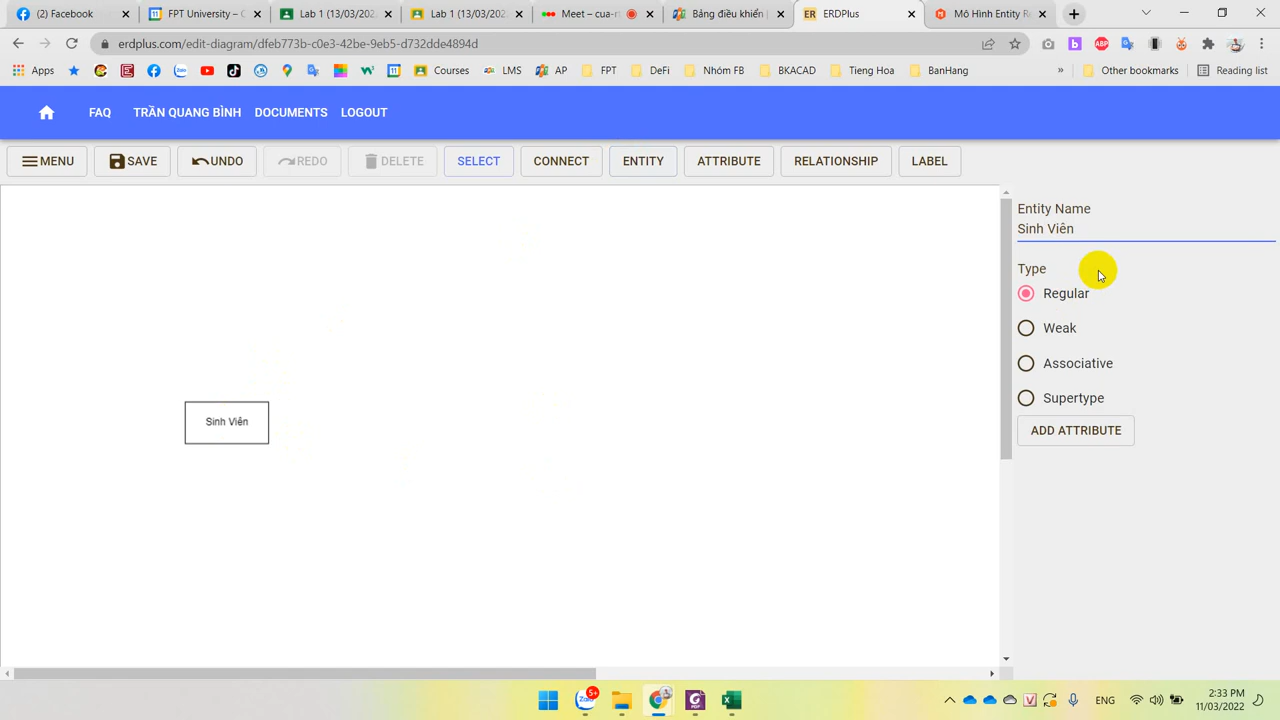 Facebook
FPT University – C
Lab 1 (13/03/202
Lab 1 (13/03/202
Meet – cua-r
Bảng điều khiển
ERDPlus
Mô Hình Entity Re
erdplus.com/edit-diagram/dfeb773b-c0e3-42be-9eb5-d732dde4894d
Apps
Courses
LMS
AP
FPT
DeFi
Nhóm FB
BKACAD
Tieng Hoa
BanHang
»
Other bookmarks
Reading list
FAQ
TRẦN QUANG BÌNH
DOCUMENTS
LOGOUT
MENU
SAVE
UNDO
REDO
DELETE
SELECT
CONNECT
ENTITY
ATTRIBUTE
RELATIONSHIP
LABEL
Sinh Viên
Entity Name
Sinh Viên
Type
Regular
Weak
Associative
Supertype
ADD ATTRIBUTE
5+
ENG
2:33 PM
11/03/2022